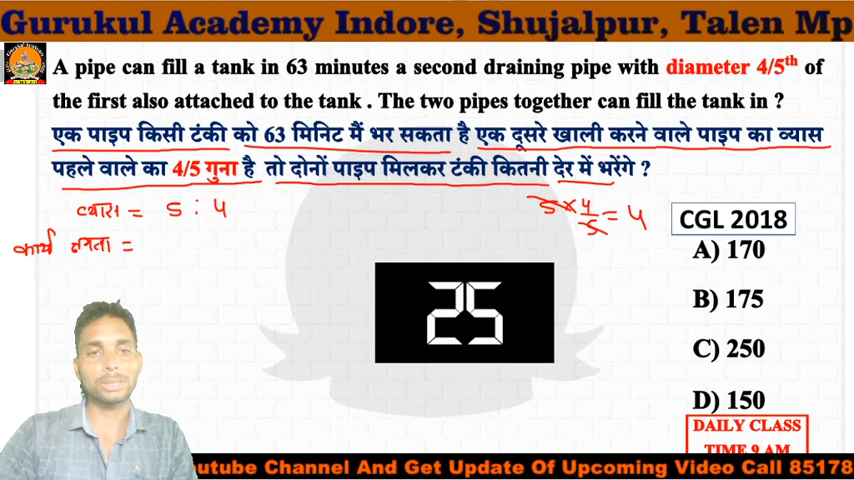 Gurukul Academy Indore, Shujalpur, Talen Mp
A pipe can fill a tank in 63 minutes a second draining pipe with diameter 4/5th of
the first also attached to the tank . The two pipes together can fill the tank in ?
एक पाइप किसी टंकी को 63 मिनिट मैं भर सकता है एक दूसरे खाली करने वाले पाइप का व्यास
पहले वाले का 4/5 गुना है तो दोनों पाइप मिलकर टंकी कितनी देर में भरेंगे ?
व्यास = 5 : 4
5 × 4/5 = 4
कार्य क्षमता =
CGL 2018
A) 170
B) 175
C) 250
D) 150
25
DAILY CLASS
TIME 9 AM
outube Channel And Get Update Of Upcoming Video Call 85178